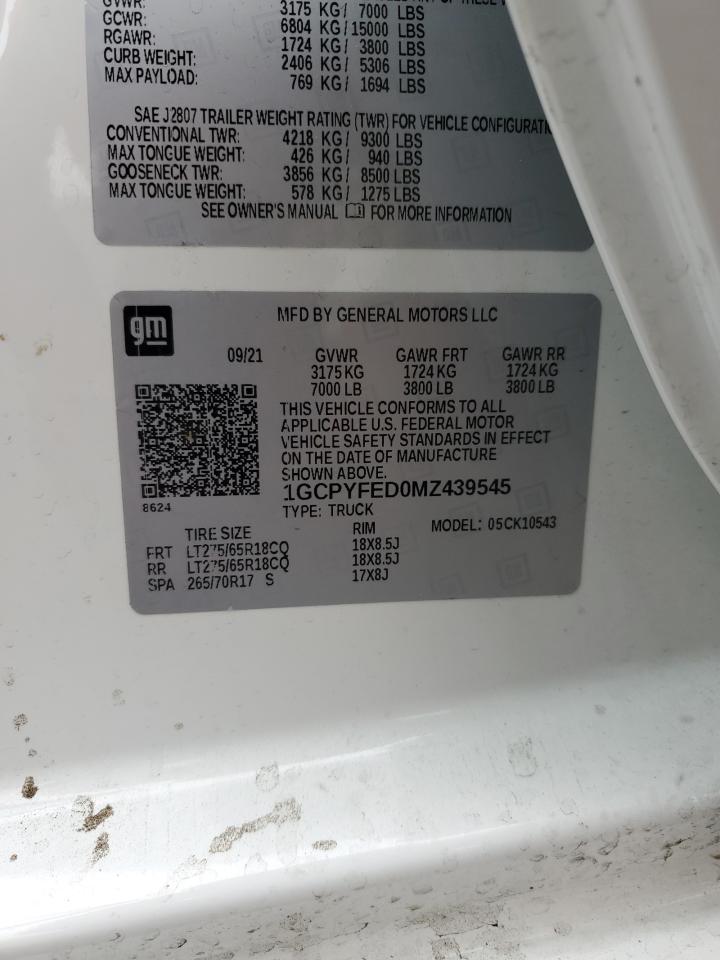 GVWR: 3175 KG/ 7000 LBS
GCWR: 6804 KG/15000 LBS
RGAWR: 1724 KG/ 3800 LBS
CURB WEIGHT: 2406 KG/ 5306 LBS
MAX PAYLOAD: 769 KG/ 1694 LBS
SAE J2807 TRAILER WEIGHT RATING (TWR) FOR VEHICLE
CONVENTIONAL TWR: 4218 KG/ 9300 LBS
MAX TONGUE WEIGHT: 426 KG/ 940 LBS
GOOSENECK TWR: 3856 KG/ 8500 LBS
MAX TONGUE WEIGHT: 578 KG/ 1275 LBS
SEE OWNER'S MANUAL FOR MORE INFORMATION
gm
MFD BY GENERAL MOTORS LLC
09/21 GVWR GAWR FRT GAWR RR
3175 KG 1724 KG 1724 KG
7000 LB 3800 LB 3800 LB
THIS VEHICLE CONFORMS TO ALL
APPLICABLE U.S. FEDERAL MOTOR
VEHICLE SAFETY STANDARDS IN EFFECT
ON THE DATE OF MANUFACTURE
SHOWN ABOVE.
8624
1GCPYFED0MZ439545
TYPE: TRUCK
MODEL: 05CK10543
TIRE SIZE RIM
FRT LT275/65R18CQ 18X8.5J
RR LT275/65R18CQ 18X8.5J
SPA 265/70R17 S 17X8J